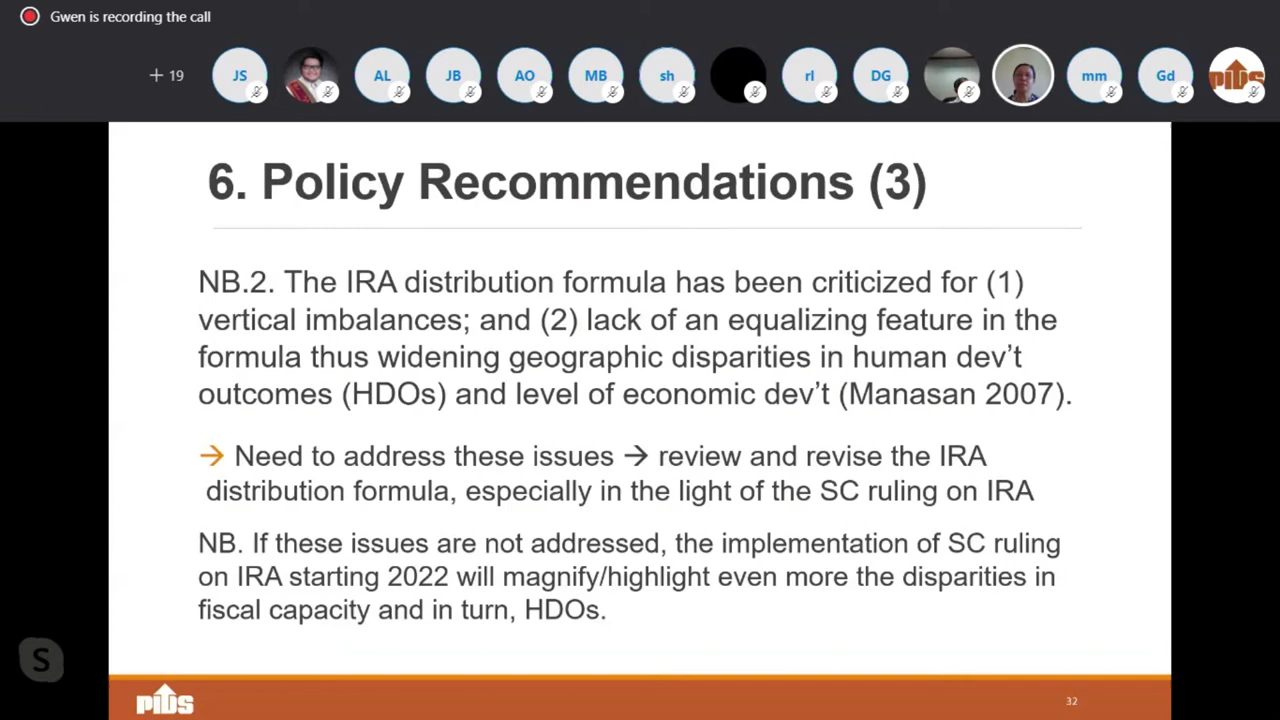 Gwen is recording the call
+ 19
JS
AL
JB
AO
MB
sh
rl
DG
mm
Gd
PIDS
6. Policy Recommendations (3)
NB.2. The IRA distribution formula has been criticized for (1)
vertical imbalances; and (2) lack of an equalizing feature in the
formula thus widening geographic disparities in human dev’t
outcomes (HDOs) and level of economic dev’t (Manasan 2007).
→ Need to address these issues → review and revise the IRA
distribution formula, especially in the light of the SC ruling on IRA
NB. If these issues are not addressed, the implementation of SC ruling
on IRA starting 2022 will magnify/highlight even more the disparities in
fiscal capacity and in turn, HDOs.
S
PIDS
32